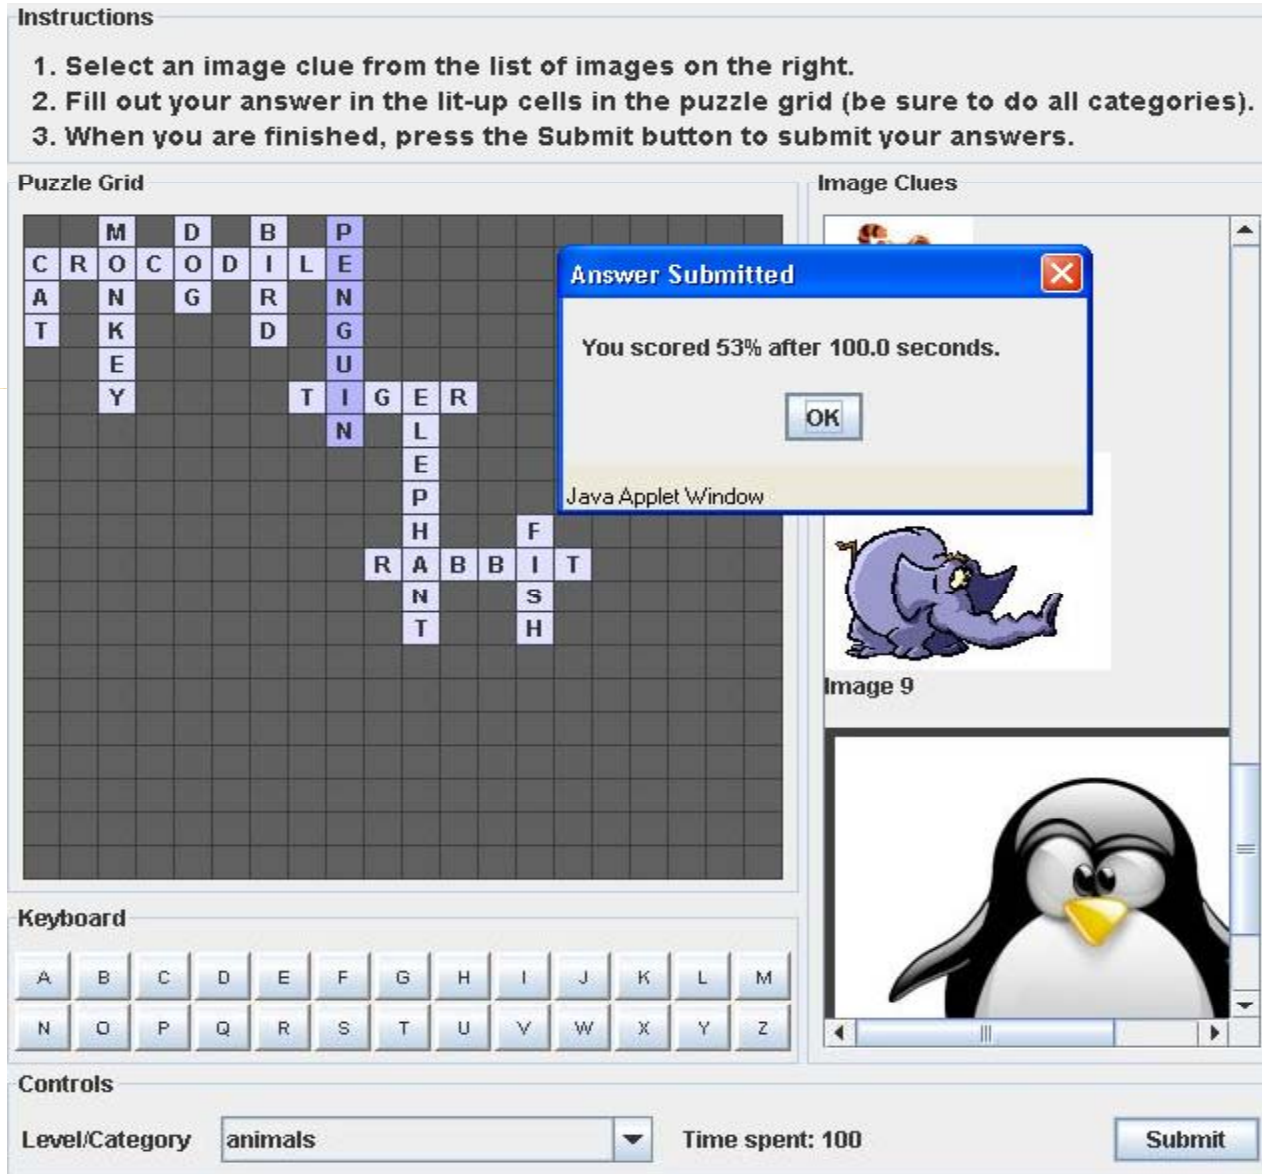 Instructions
1. Select an image clue from the list of images on the right.
2. Fill out your answer in the lit-up cells in the puzzle grid (be sure to do all categories).
3. When you are finished, press the Submit button to submit your answers.
Puzzle Grid
M D B P
C R O C O D I L E
A N G R N
T K D G
E U
Y T I G E R
N L
E
P
H F
R A B B I T
N S
T H
Image Clues
Answer Submitted
You scored 53% after 100.0 seconds.
OK
Java Applet Window
Image 9
Keyboard
A B C D E F G H I J K L M
N O P Q R S T U V W X Y Z
Controls
Level/Category animals Time spent: 100 Submit